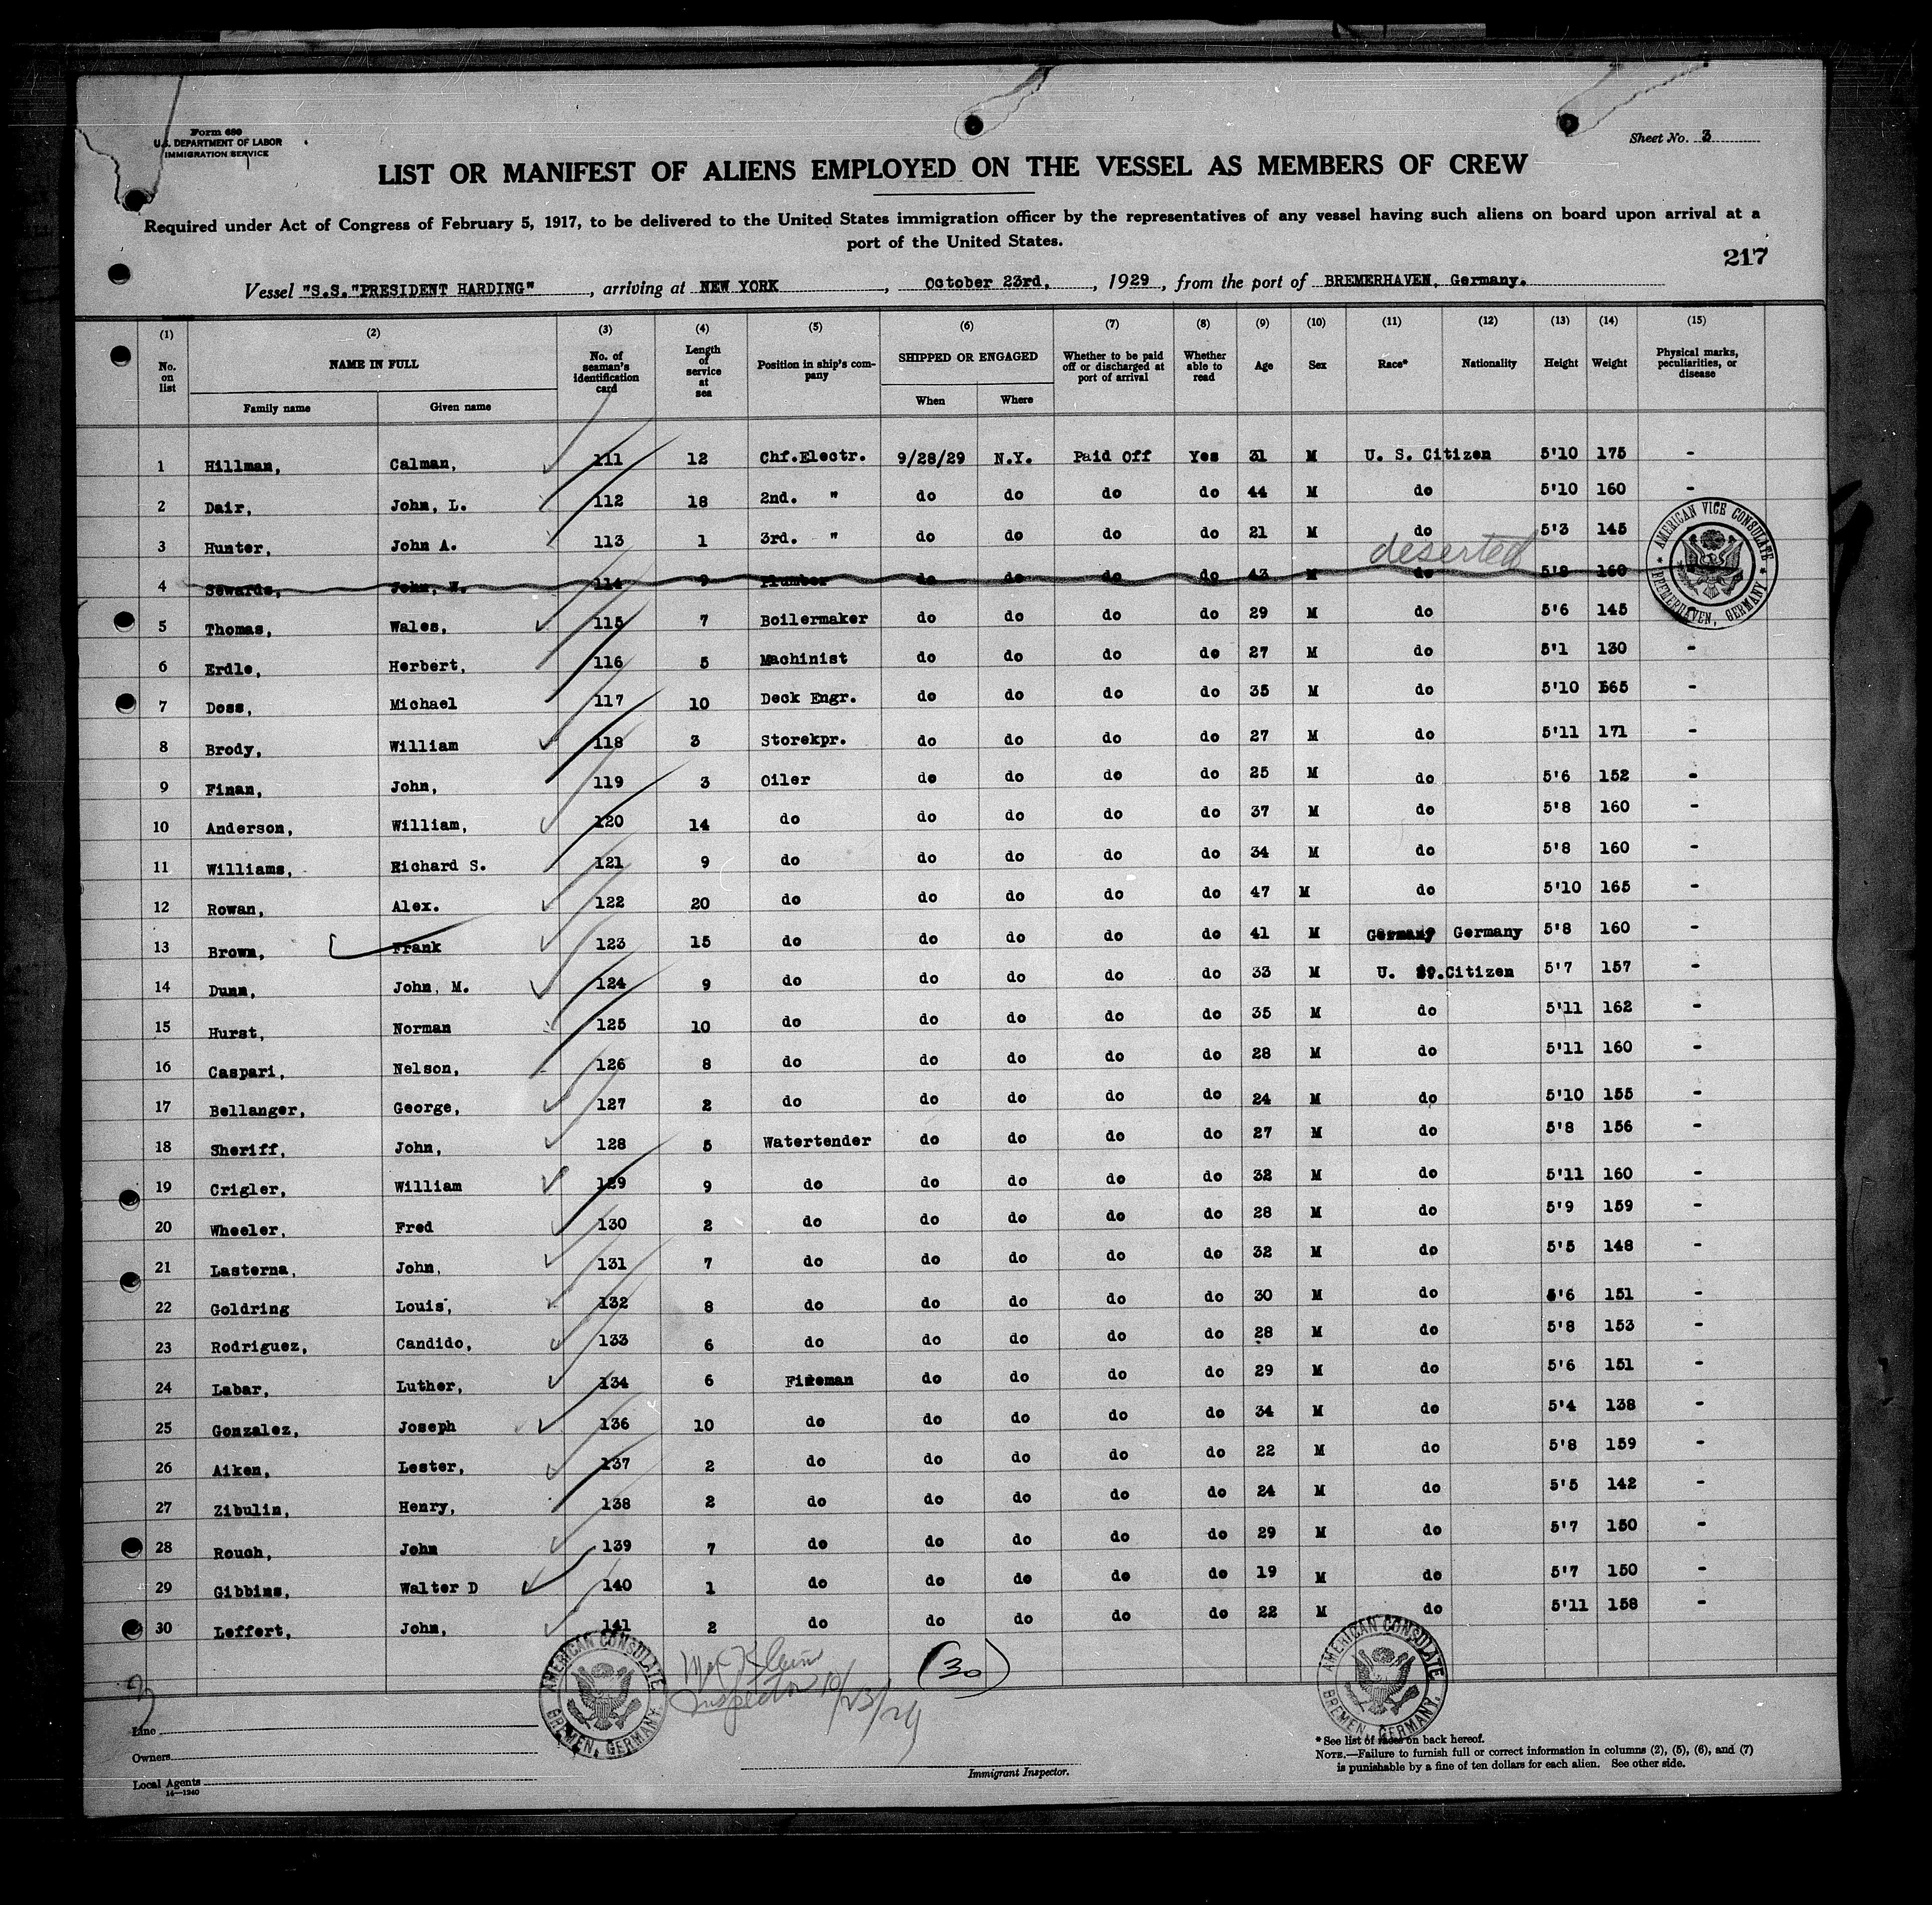 Form 680
U.S. DEPARTMENT OF LABOR
IMMIGRATION SERVICE
Sheet No. 3
LIST OR MANIFEST OF ALIENS EMPLOYED ON THE VESSEL AS MEMBERS OF CREW
Required under Act of Congress of February 5, 1917, to be delivered to the United States immigration officer by the representatives of any vessel having such aliens on board upon arrival at a
port of the United States.
217
Vessel "S.S."PRESIDENT HARDING", arriving at NEW YORK, October 23rd, , 1929, from the port of BREMERHAVEN, Germany.
(1) (2) (3) (4) (5) (6) (7) (8) (9) (10) (11) (12) (13) (14) (15)
No. on list NAME IN FULL No. of seaman's identification card Length of service at sea Position in ship's company SHIPPED OR ENGAGED Whether to be paid off or discharged at port of arrival Whether able to read Age Sex Race* Nationality Height Weight Physical marks, peculiarities, or disease
Family name Given name When Where
1 Hillman, Calman, 111 12 Chf.Electr. 9/28/29 N.Y. Paid Off Yes 31 M U. S. Citizen 5'10 175 -
2 Dair, John, L. 112 18 2nd. " do do do do 44 M do 5'10 160 -
3 Hunter, John A. 113 1 3rd. " do do do do 21 M do 5'3 145
deserted
4 Sewards, John, W. 114 9 Plumber do do do do 43 M do 5'8 160
5 Thomas, Wales, 115 7 Boilermaker do do do do 29 M do 5'6 145 -
AMERICAN VICE CONSULATE * BREMERHAVEN, GERMANY *
6 Erdle, Herbert, 116 5 Machinist do do do do 27 M do 5'1 130 -
7 Doss, Michael 117 10 Deck Engr. do do do do 35 M do 5'10 165 -
8 Brody, William 118 3 Storekpr. do do do do 27 M do 5'11 171 -
9 Finan, John, 119 3 Oiler do do do do 25 M do 5'6 152 -
10 Anderson, William, 120 14 do do do do do 37 M do 5'8 160 -
11 Williams, Richard S. 121 9 do do do do do 34 M do 5'8 160 -
12 Rowan, Alex. 122 20 do do do do do 47 M do 5'10 165 -
13 Brown, Frank 123 15 do do do do do 41 M Germany Germany 5'8 160 -
14 Dunn, John, M. 124 9 do do do do do 33 M U. S.Citizen 5'7 157 -
15 Hurst, Norman 125 10 do do do do do 35 M do 5'11 162 -
16 Caspari, Nelson, 126 8 do do do do do 28 M do 5'11 160 -
17 Bellanger, George, 127 2 do do do do do 24 M do 5'10 155 -
18 Sheriff, John, 128 5 Watertender do do do do 27 M do 5'8 156 -
19 Crigler, William 129 9 do do do do do 32 M do 5'11 160 -
20 Wheeler, Fred 130 2 do do do do do 28 M do 5'9 159 -
21 Lasterna, John, 131 7 do do do do do 32 M do 5'5 148 -
22 Goldring Louis, 132 8 do do do do do 30 M do 5'6 151 -
23 Rodriguez, Candido, 133 6 do do do do do 28 M do 5'8 153 -
24 Labar, Luther, 134 6 Fireman do do do do 29 M do 5'6 151 -
25 Gonzalez, Joseph 136 10 do do do do do 34 M do 5'4 138 -
26 Aiken, Lester, 137 2 do do do do do 22 M do 5'8 159 -
27 Zibulin, Henry, 138 2 do do do do do 24 M do 5'5 142 -
28 Rouch, John 139 7 do do do do do 29 M do 5'7 150 -
29 Gibbins, Walter D 140 1 do do do do do 19 M do 5'7 150 -
30 Leffert, John, 141 2 do do do do do 22 M do 5'11 158 -
AMERICAN CONSULATE BREMEN, GERMANY.
Klein (30)
Inspector 10/23/29
AMERICAN CONSULATE BREMEN, GERMANY.
Line
Owners
Local Agents
14-1240
Immigrant Inspector.
* See list of races on back hereof.
NOTE.—Failure to furnish full or correct information in columns (2), (5), (6), and (7)
is punishable by a fine of ten dollars for each alien. See other side.